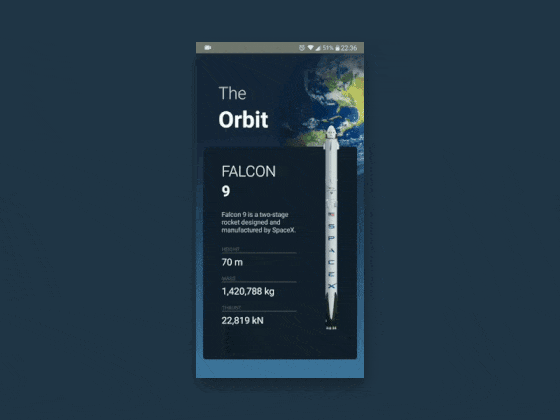 51% 22:36
The
Orbit
FALCON
9
Falcon 9 is a two-stage
rocket designed and
manufactured by SpaceX.
HEIGHT
70 m
MASS
1,420,788 kg
THRUST
22,819 kN
SPACEX